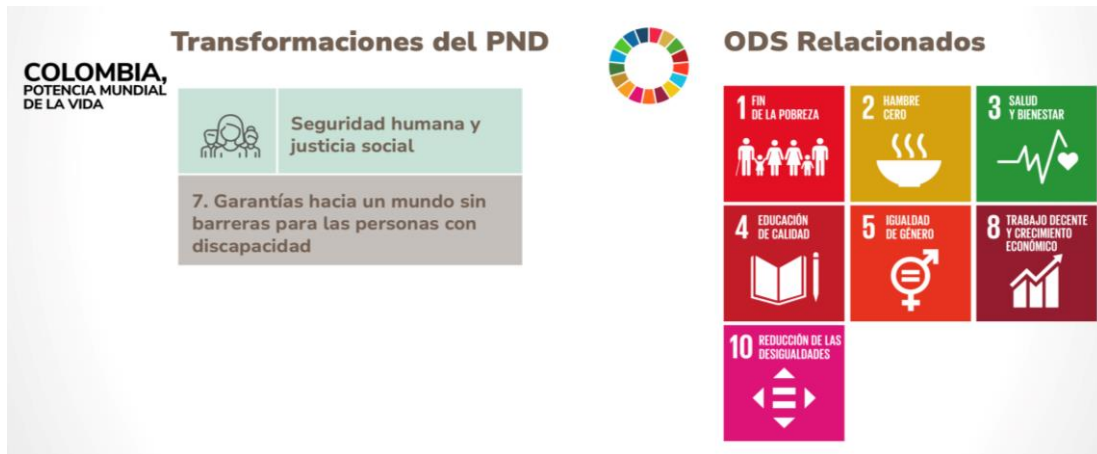 Transformaciones del PND
ODS Relacionados
COLOMBIA,
POTENCIA MUNDIAL
DE LA VIDA
Seguridad humana y
justicia social
7. Garantías hacia un mundo sin
barreras para las personas con
discapacidad
1 FIN
DE LA POBREZA
2 HAMBRE
CERO
3 SALUD
Y BIENESTAR
4 EDUCACIÓN
DE CALIDAD
5 IGUALDAD
DE GÉNERO
8 TRABAJO DECENTE
Y CRECIMIENTO
ECONÓMICO
10 REDUCCIÓN DE LAS
DESIGUALDADES